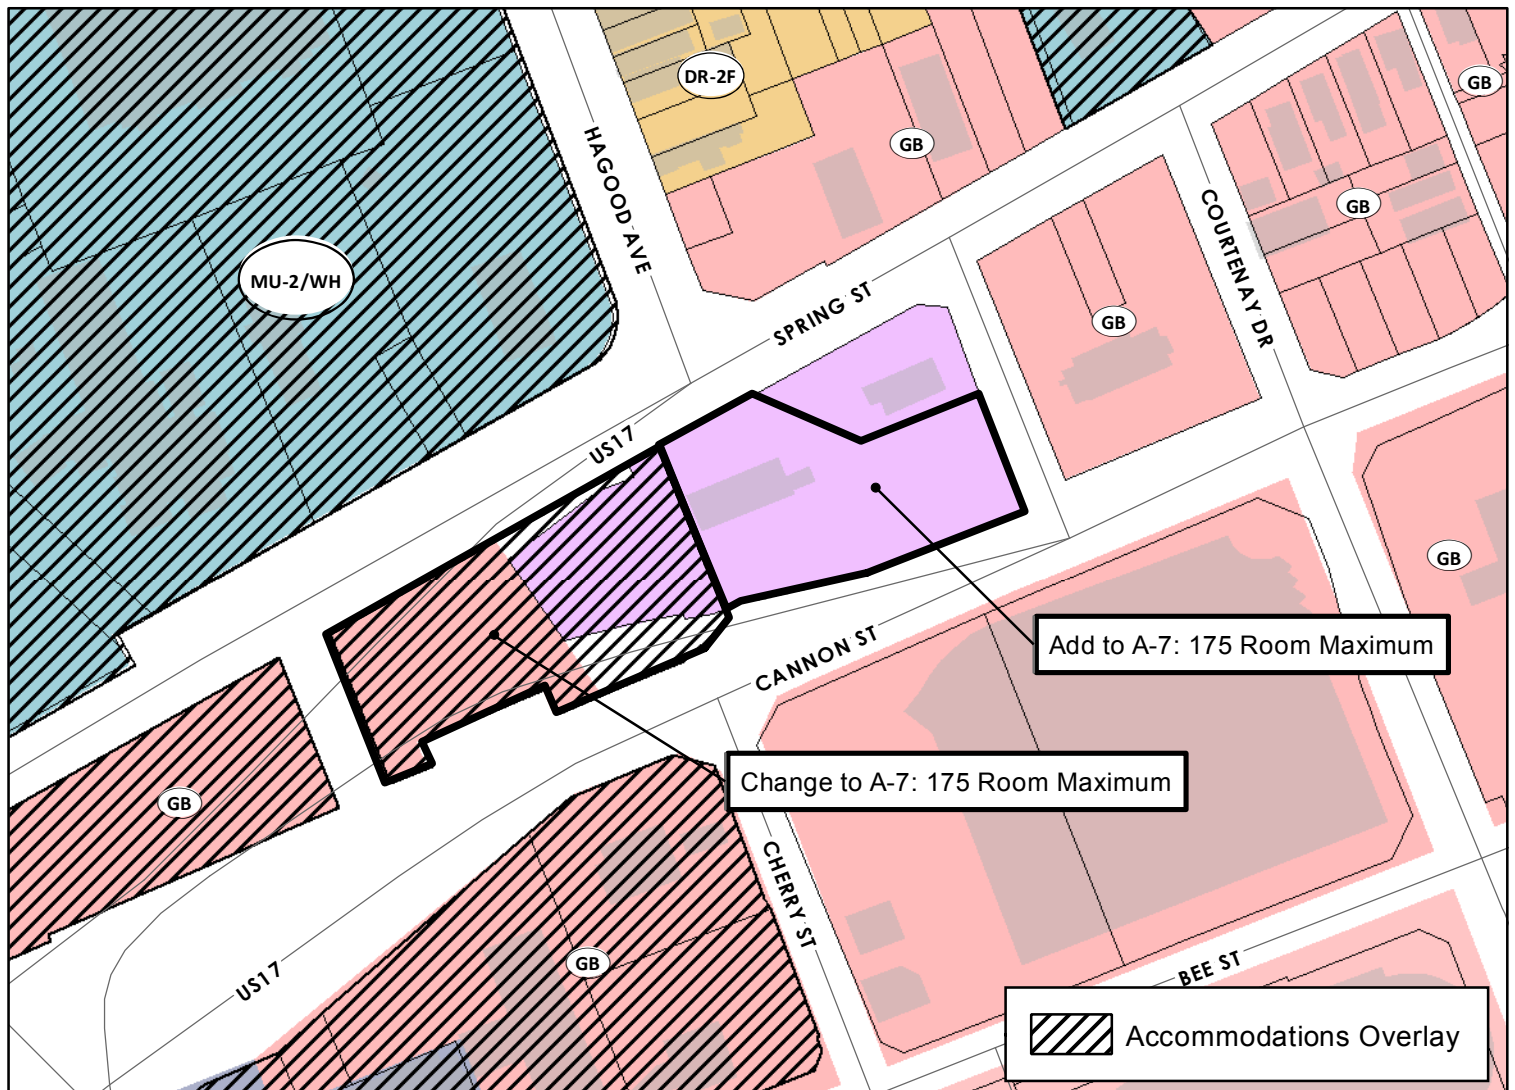 DR-2F
GB
GB
HAGOOD AVE
COURTENAY DR
GB
MU-2/WH
SPRING ST
GB
US17
GB
Add to A-7: 175 Room Maximum
CANNON ST
Change to A-7: 175 Room Maximum
GB
CHERRY ST
GB
US17
BEE ST
Accommodations Overlay